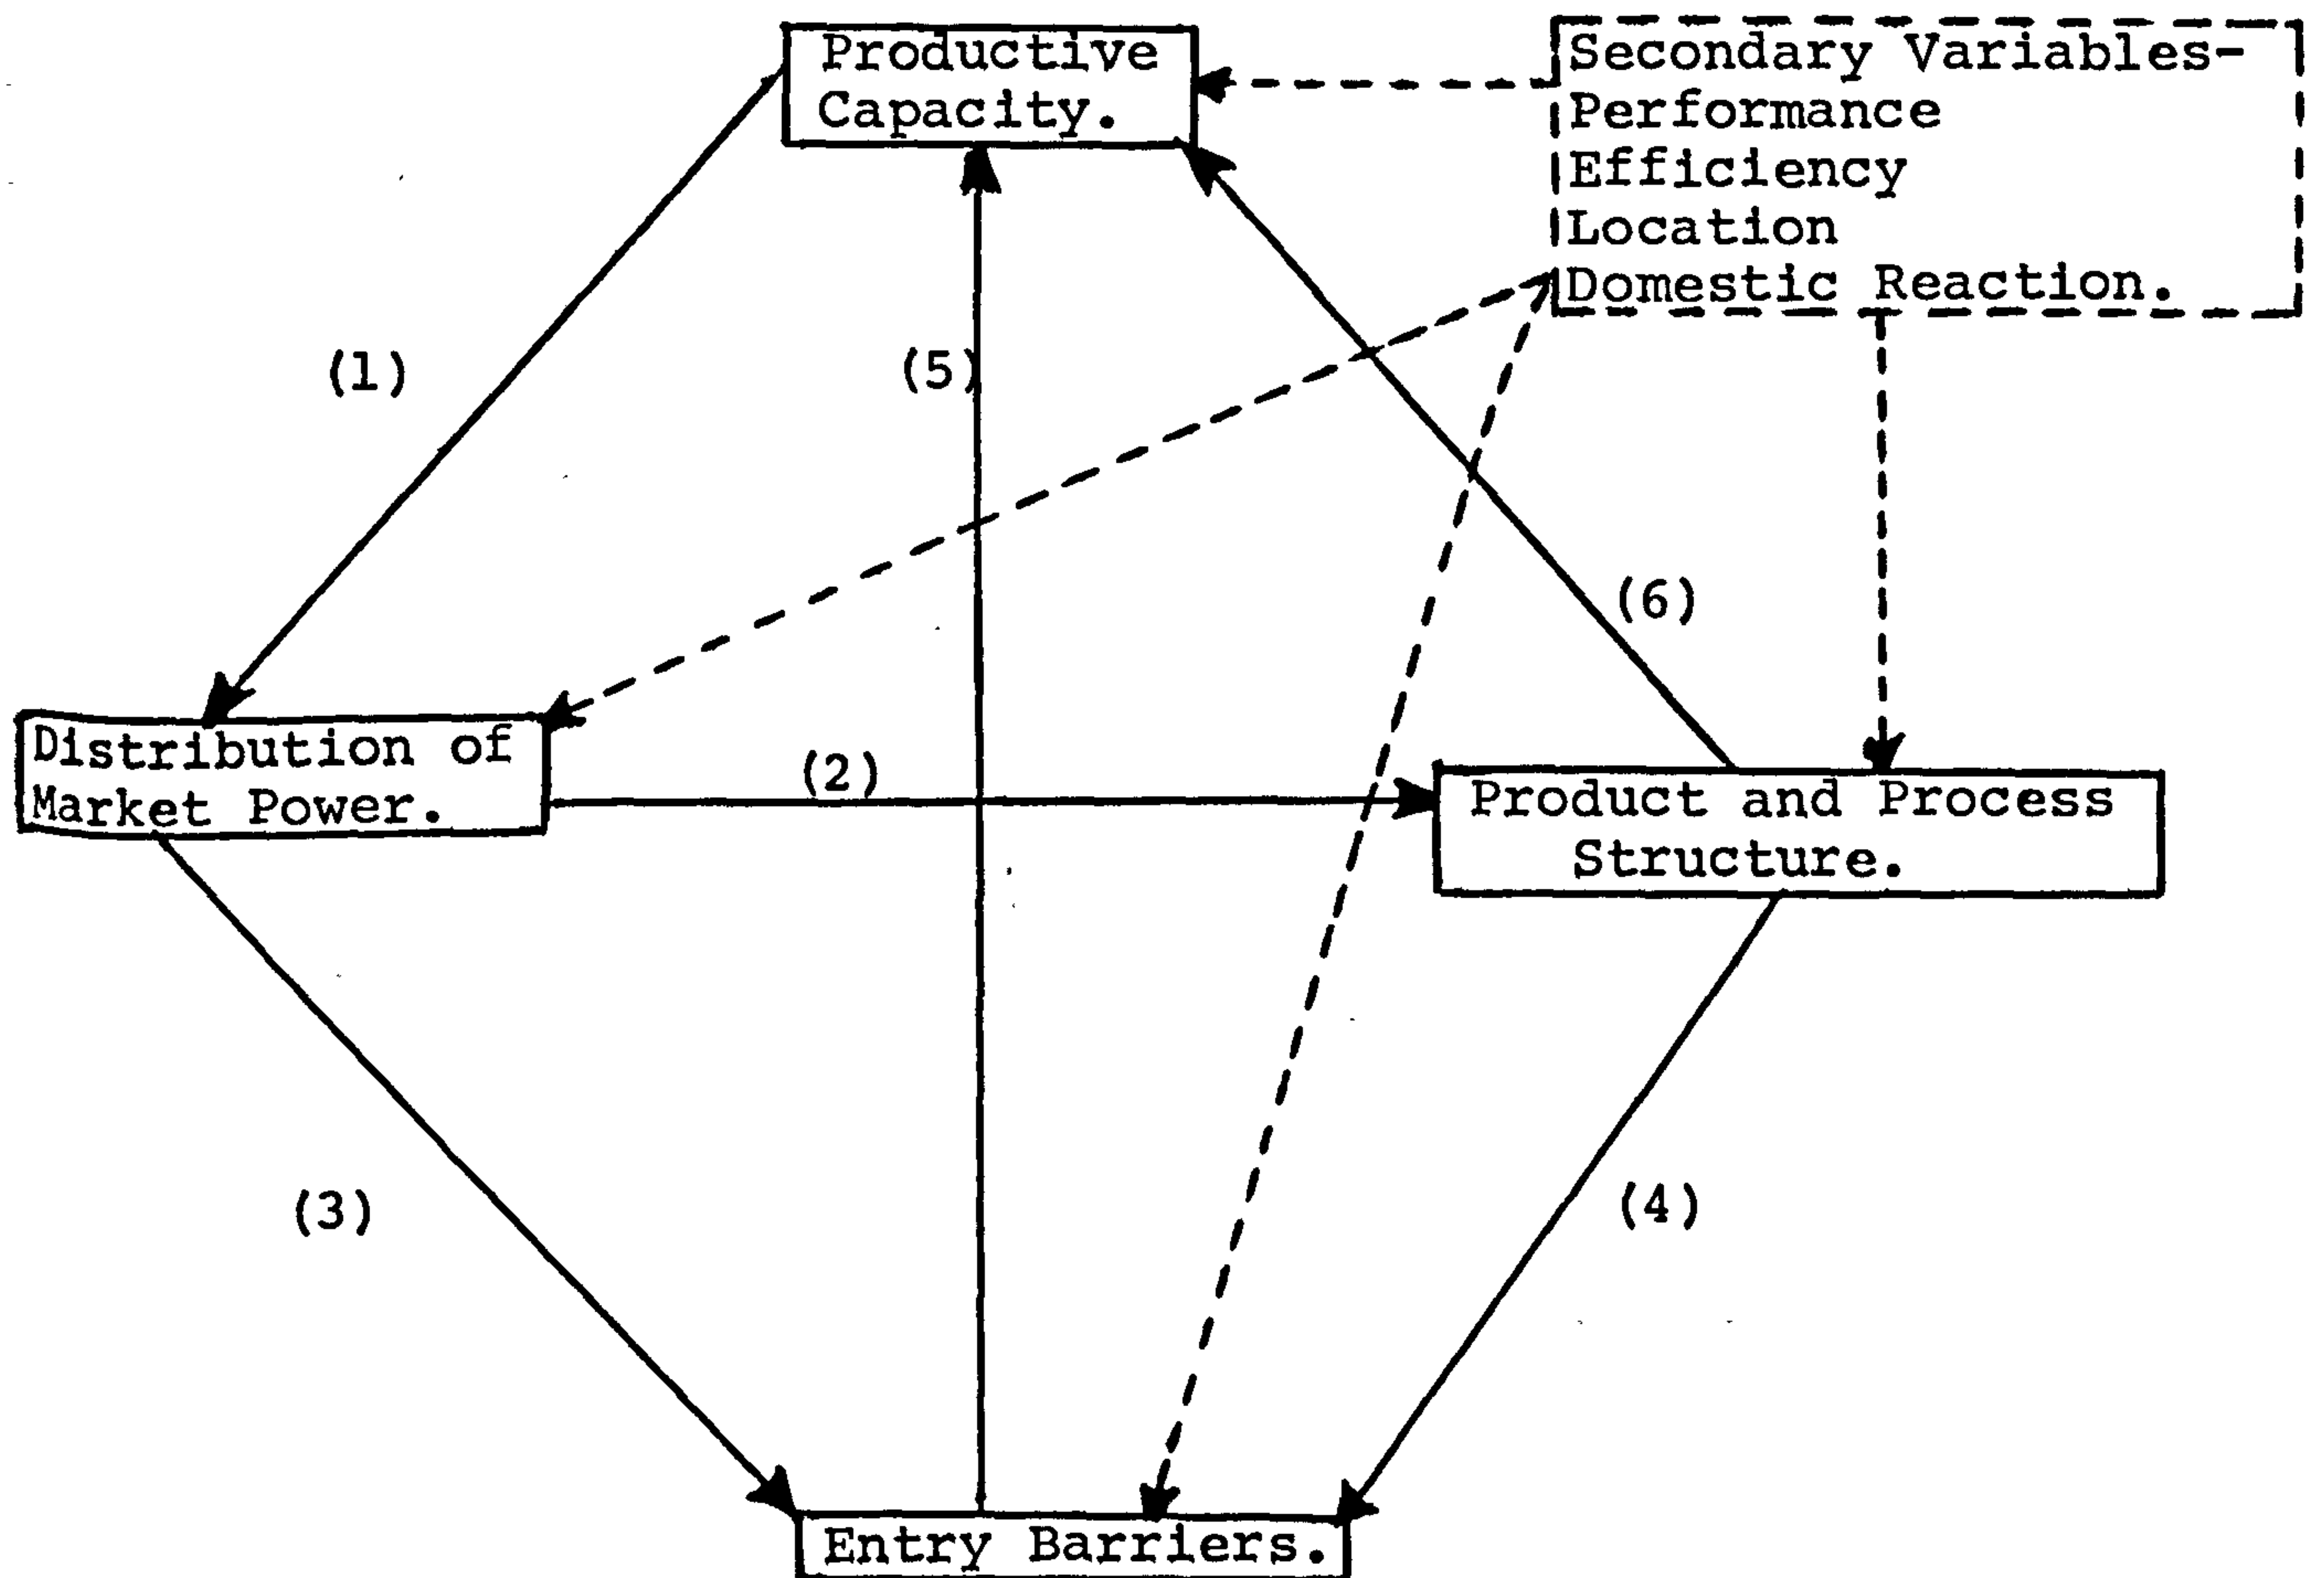 Productive
Capacity.
Secondary Variables-
Performance
Efficiency
Location
Domestic Reaction.
(1)
(5)
(6)
Distribution of
Market Power.
(2)
Product and Process
Structure.
(3)
(4)
Entry Barriers.